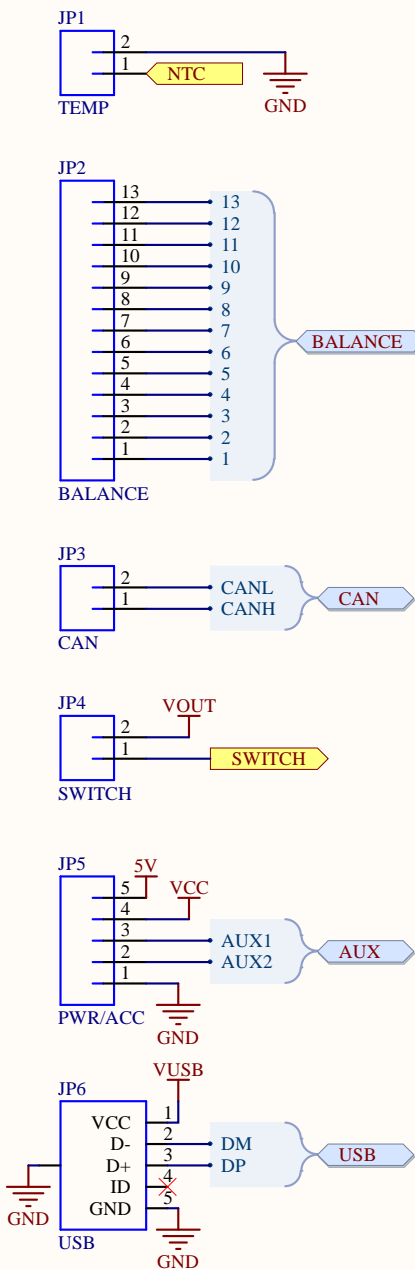 JP1
2
1 NTC
TEMP GND
JP2
13 13
12 12
11 11
10 10
9 9
8 8
7 7
BALANCE
6 6
5 5
4 4
3 3
2 2
1 1
BALANCE
JP3
2 CANL
CAN
1 CANH
CAN
JP4
VOUT
2
1 SWITCH
SWITCH
JP5
5V
5
VCC
4
3 AUX1
AUX
2 AUX2
1
PWR/ACC
GND
JP6
VUSB
VCC 1
D- 2 DM
USB
D+ 3 DP
ID 4
GND 5
GND
USB
GND